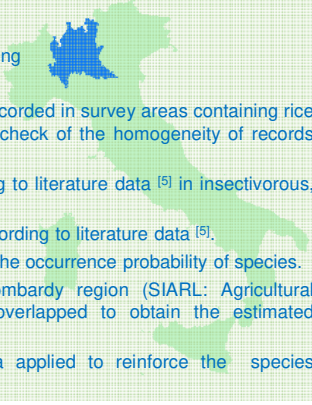 ing
corded in survey areas containing rice
check of the homogeneity of records
g to literature data [5] in insectivorous,
ording to literature data [5].
he occurrence probability of species.
ombardy region (SIARL: Agricultural
overlapped to obtain the estimated
a applied to reinforce the species